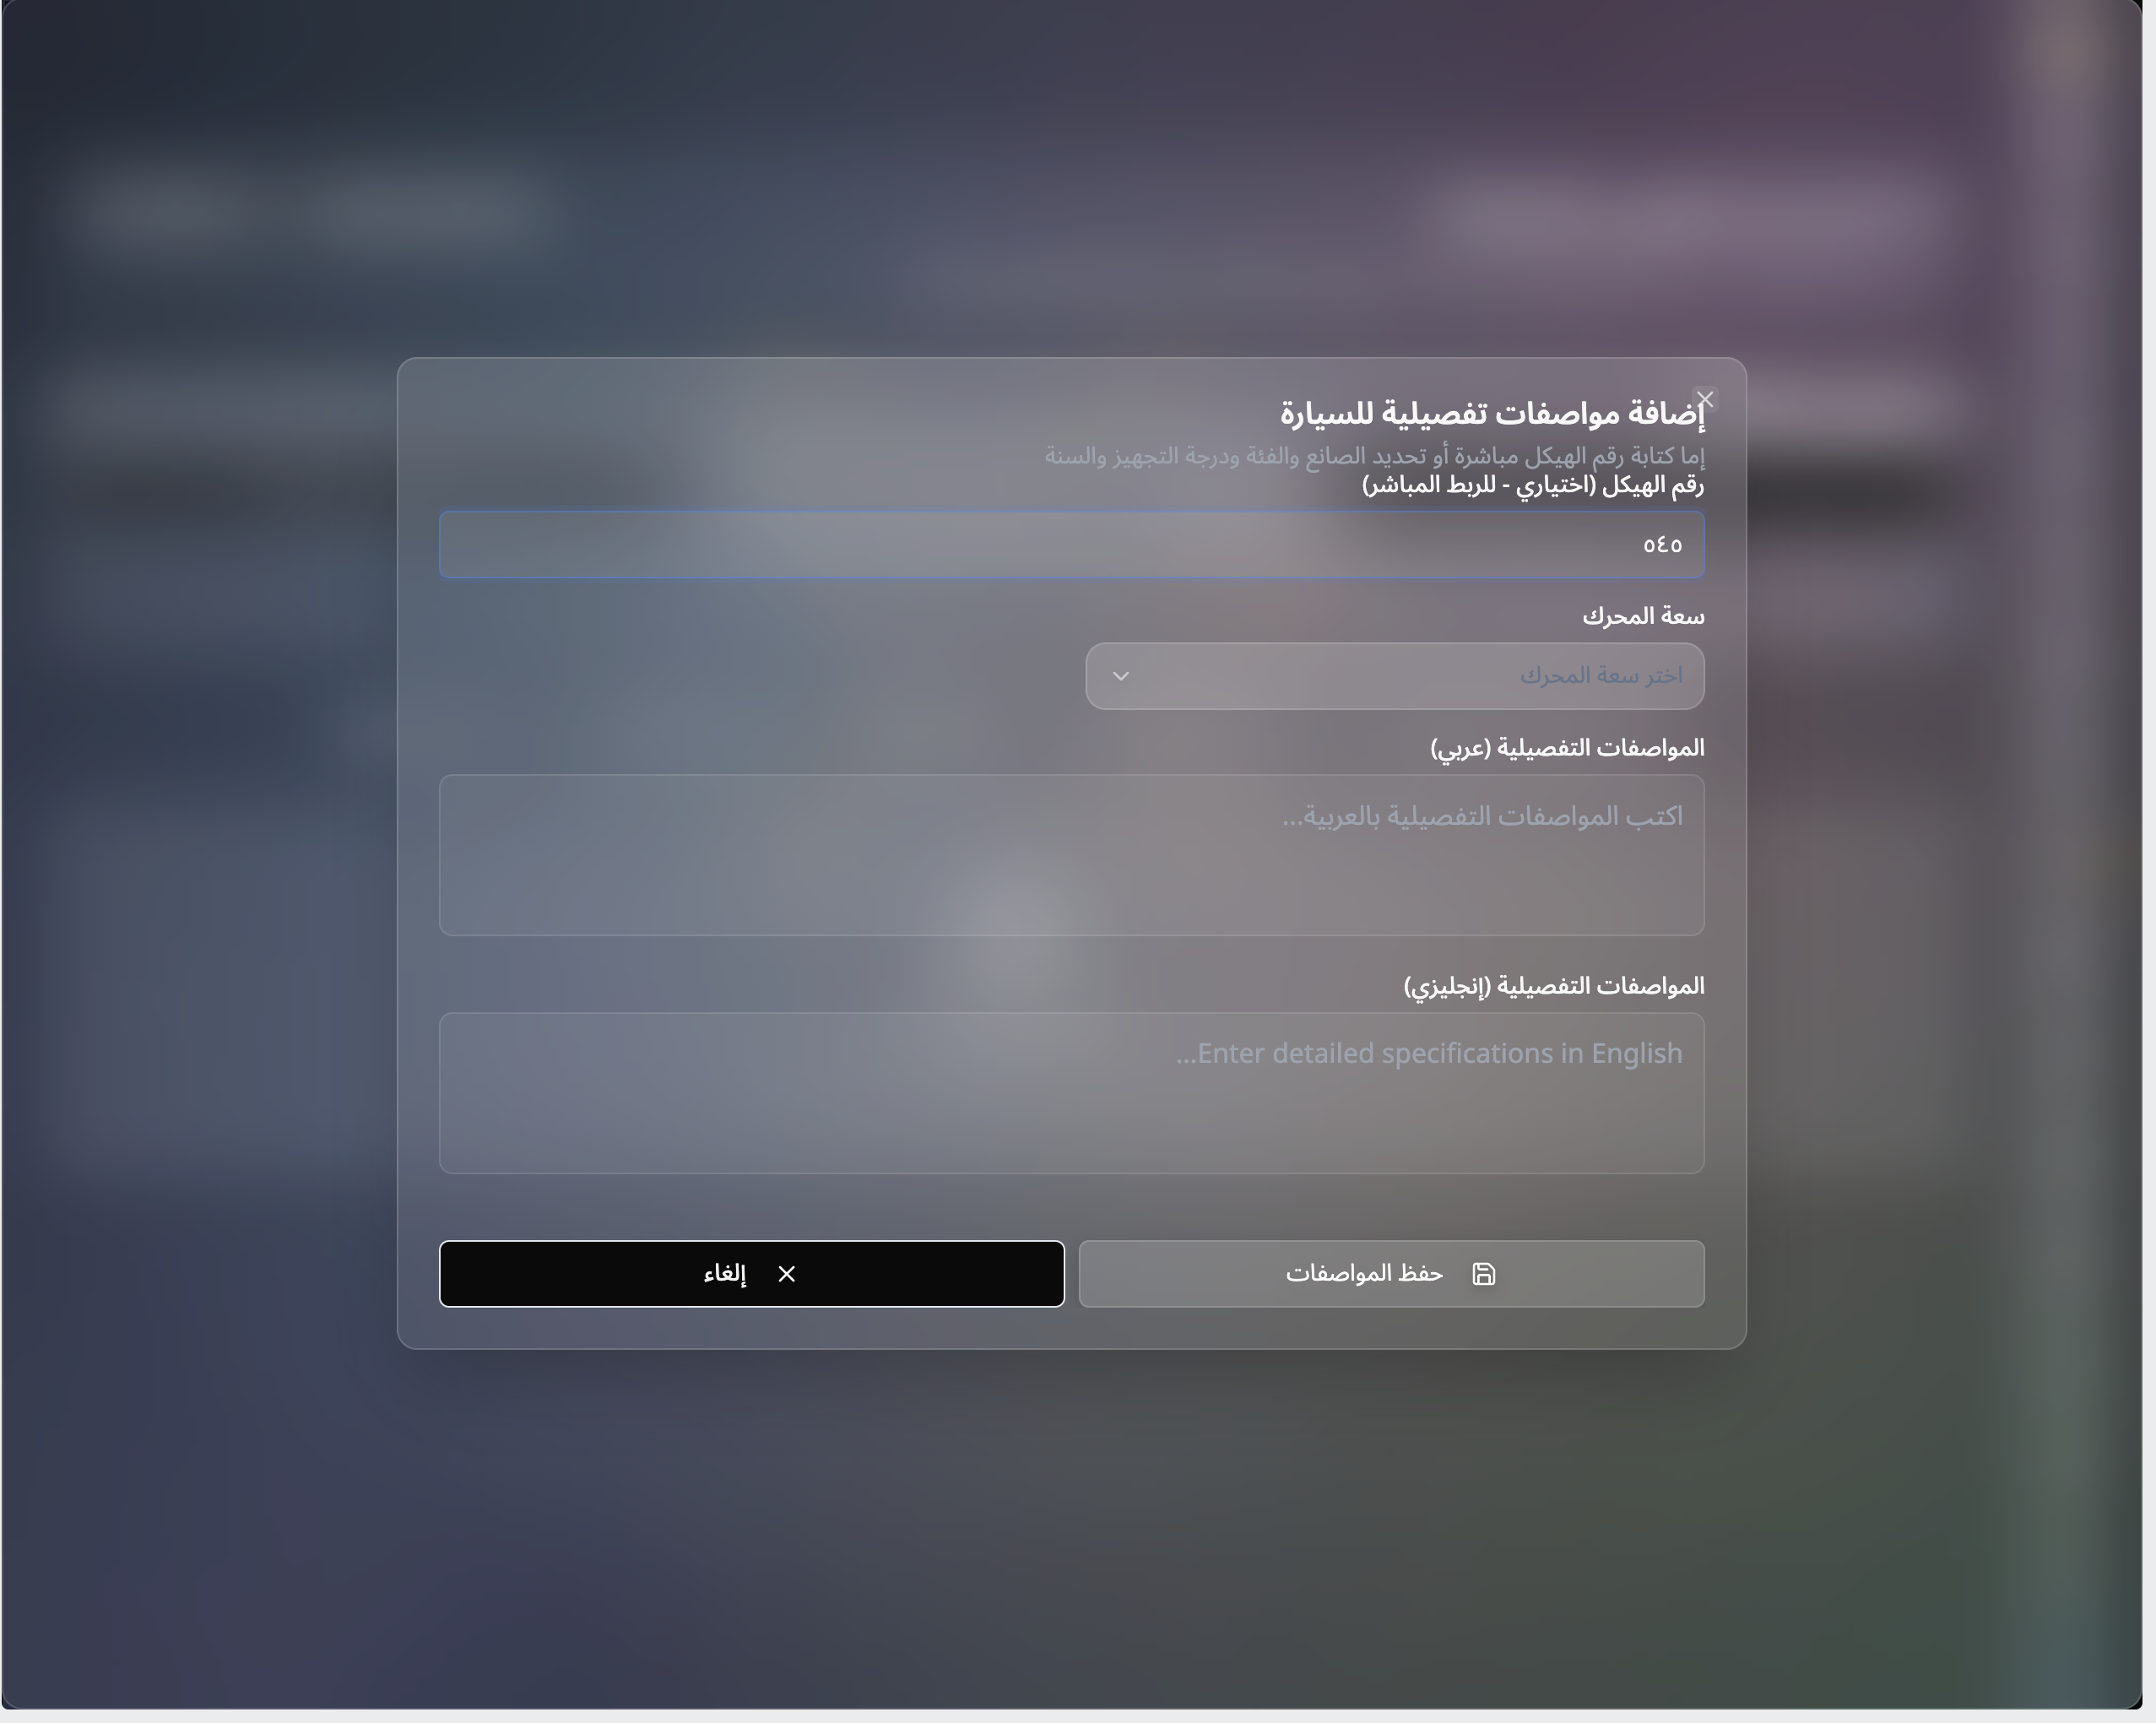 إضافة مواصفات تفصيلية للسيارة
إما كتابة رقم الهيكل مباشرة أو تحديد الصانع والفئة ودرجة التجهيز والسنة
رقم الهيكل (اختياري - للربط المباشر)
٥٤٥
سعة المحرك
اختر سعة المحرك
المواصفات التفصيلية (عربي)
اكتب المواصفات التفصيلية بالعربية...
المواصفات التفصيلية (إنجليزي)
Enter detailed specifications in English...
حفظ المواصفات
إلغاء